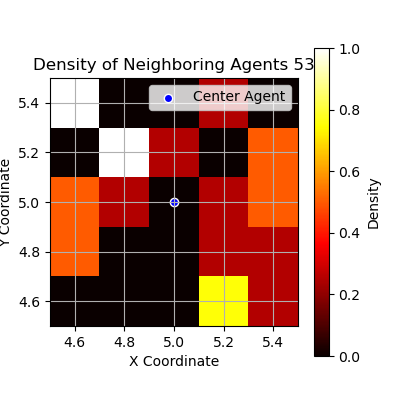 Density of Neighboring Agents 53
Center Agent
Y Coordinate
5.4
5.2
5.0
4.8
4.6
4.6 4.8 5.0 5.2 5.4
X Coordinate
1.0
0.8
0.6
0.4
0.2
0.0
Density